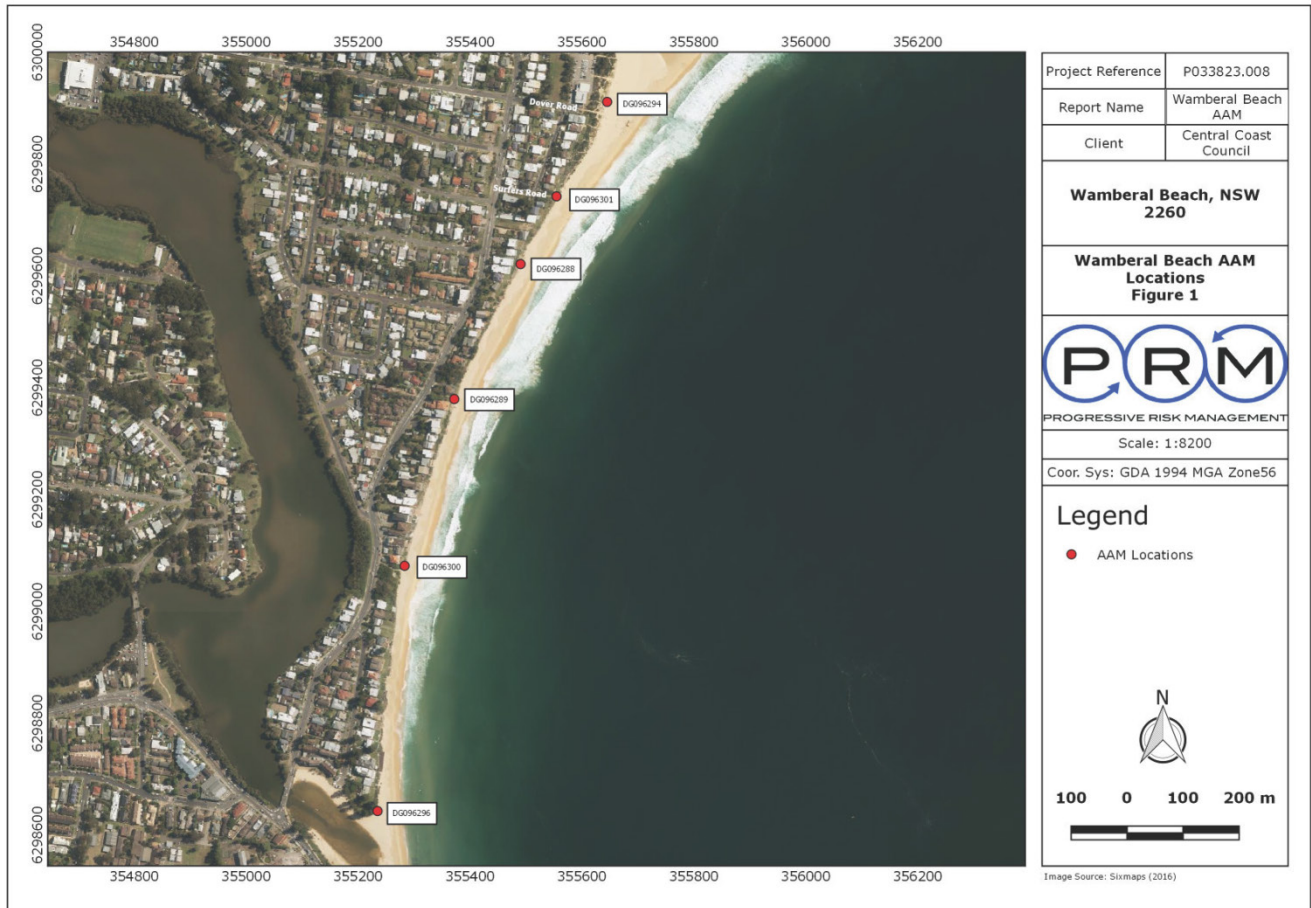 354800 355000 355200 355400 355600 355800 356000 356200
6300000
6299800
6299600
6299400
6299200
6299000
6298800
6298600
Dover Road
DG096294
Surfers Road
DG096301
DG096288
DG096289
DG096300
DG096296
354800 355000 355200 355400 355600 355800 356000 356200
Project Reference P033823.008
Report Name Wamberal Beach
AAM
Client Central Coast
Council
Wamberal Beach, NSW
2260
Wamberal Beach AAM
Locations
Figure 1
PRM
PROGRESSIVE RISK MANAGEMENT
Scale: 1:8200
Coor. Sys: GDA 1994 MGA Zone56
Legend
AAM Locations
N
100 0 100 200 m
Image Source: Sixmaps (2016)